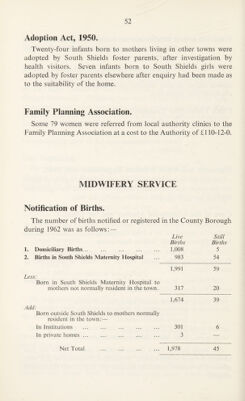 52
Adoption Act, 1950.
Twenty-four infants born to mothers living in other towns were
adopted by South Shields foster parents, after investigation by
health visitors. Seven infants born to South Shields girls were
adopted by foster parents elsewhere after enquiry had been made as
to the suitability of the home.
Family Planning Association.
Some 79 women were referred from local authority clinics to the
Family Planning Association at a cost to the Authority of £110-12-0.
MIDWIFERY SERVICE
Notification of Births.
The number of births notified or registered in the County Borough
during 1962 was as follows:—
Live Still
Births Births
1. Domiciliary Births... ... ... ... ... 1,008 5
2. Births in South Shields Maternity Hospital ... 983 54
1,991 59
Less:
Born in South Shields Maternity Hospital to
mothers not normally resident in the town. 317 20
1,674 39
Add:
Born outside South Shields to mothers normally
resident in the town:—
In Institutions ... ... ... ... ... 301 6
In private homes ... ... ... ... ... 3 —
Net Total ... ... ... ... 1,978 45